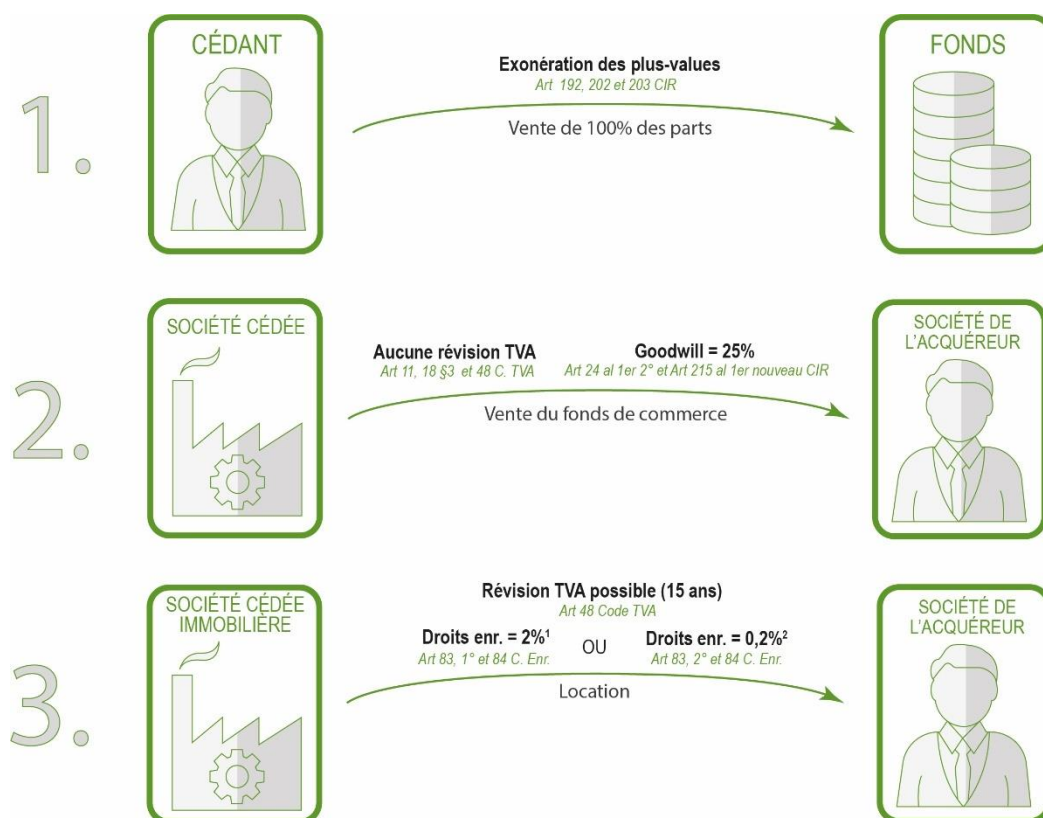 1.
CÉDANT
Exonération des plus-values
Art 192, 202 et 203 CIR
Vente de 100% des parts
FONDS
2.
SOCIÉTÉ CÉDÉE
Aucune révision TVA
Art 11, 18 §3 et 48 C. TVA
Goodwill = 25%
Art 24 al 1er 2° et Art 215 al 1er nouveau CIR
Vente du fonds de commerce
SOCIÉTÉ DE
L'ACQUÉREUR
3.
SOCIÉTÉ CÉDÉE
IMMOBILIÈRE
Révision TVA possible (15 ans)
Art 48 Code TVA
Droits enr. = 2%¹
Art 83, 1° et 84 C. Enr.
OU
Droits enr. = 0,2%²
Art 83, 2° et 84 C. Enr.
Location
SOCIÉTÉ DE
L'ACQUÉREUR